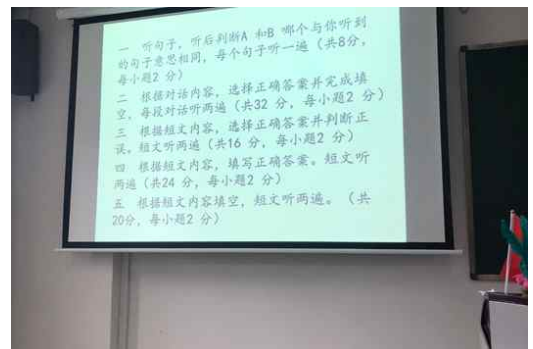 一 听句子，听后判断A 和B 哪个与你听到
的句子意思相同，每个句子听一遍（共8分，
每小题2 分）
二 根据对话内容，选择正确答案并完成填
空，每段对话听两遍（共32 分，每小题2 分）
三 根据短文内容，选择正确答案并判断正
误。短文听两遍（共16 分，每小题2 分）
四 根据短文内容，填写正确答案。短文听
两遍（共24 分，每小题2 分）
五 根据短文内容填空，短文听两遍。（共
20分，每小题2 分）